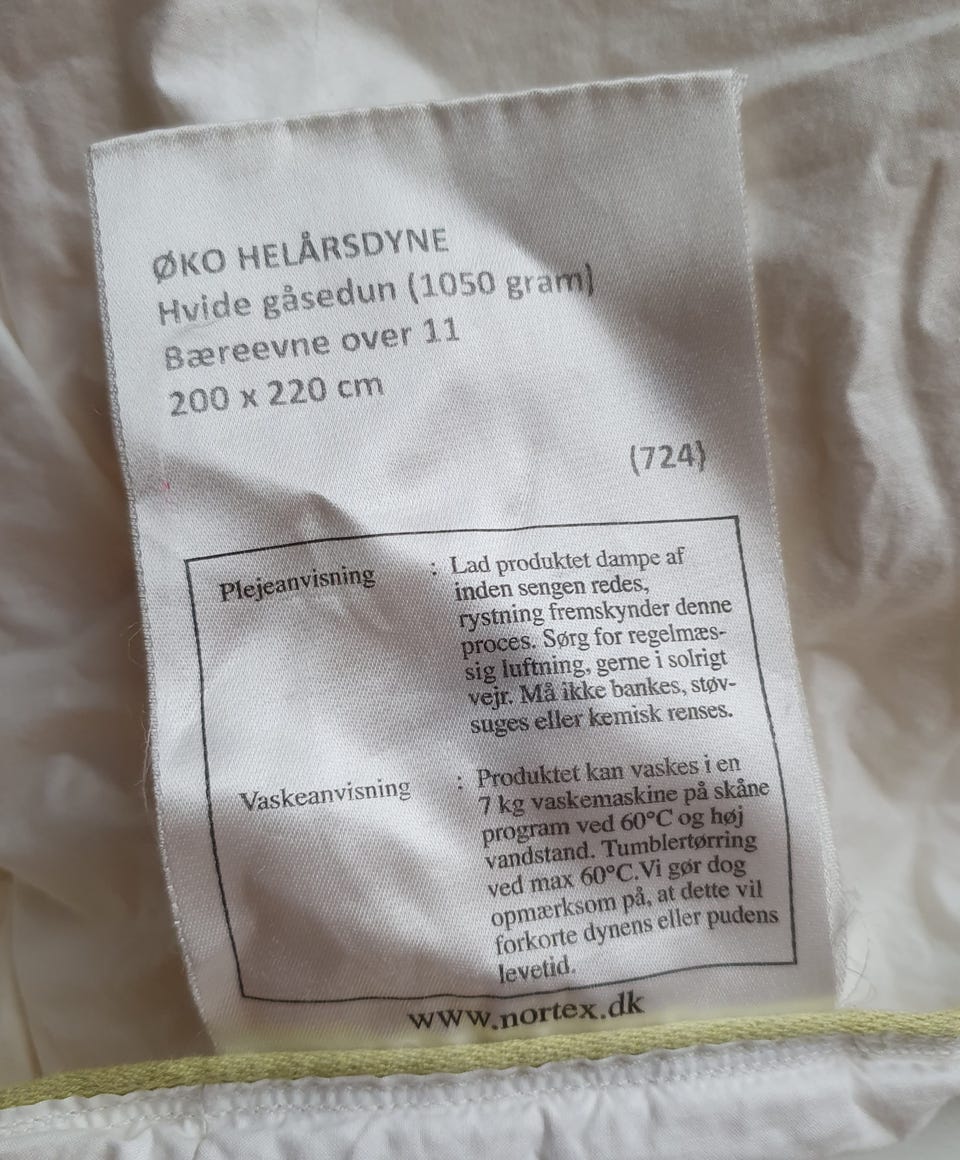 ØKO HELÅRSDYNE
Hvide gåsedun (1050 gram)
Bæreevne over 11
200 x 220 cm
(724)
Plejeanvisning : Lad produktet dampe af
inden sengen redes,
rystning fremskynder denne
proces. Sørg for regelmæs-
sig luftning, gerne i solrigt
vejr. Må ikke bankes, støv-
suges eller kemisk renses.
Vaskeanvisning : Produktet kan vaskes i en
7 kg vaskemaskine på skåne
program ved 60°C og høj
vandstand. Tumblertørring
ved max 60°C.Vi gør dog
opmærksom på, at dette vil
forkorte dynens eller pudens
levetid.
www.nortex.dk